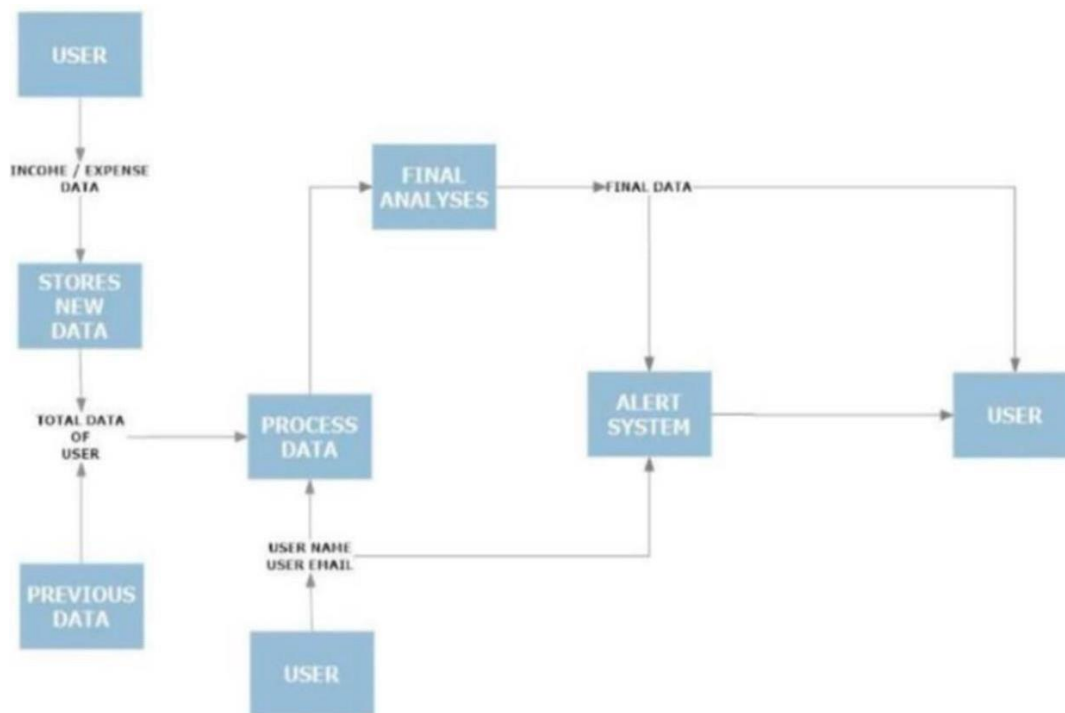 USER
INCOME / EXPENSE
DATA
STORES
NEW
DATA
TOTAL DATA
OF
USER
PREVIOUS
DATA
PROCESS
DATA
USER NAME
USER EMAIL
USER
FINAL
ANALYSES
FINAL DATA
ALERT
SYSTEM
USER